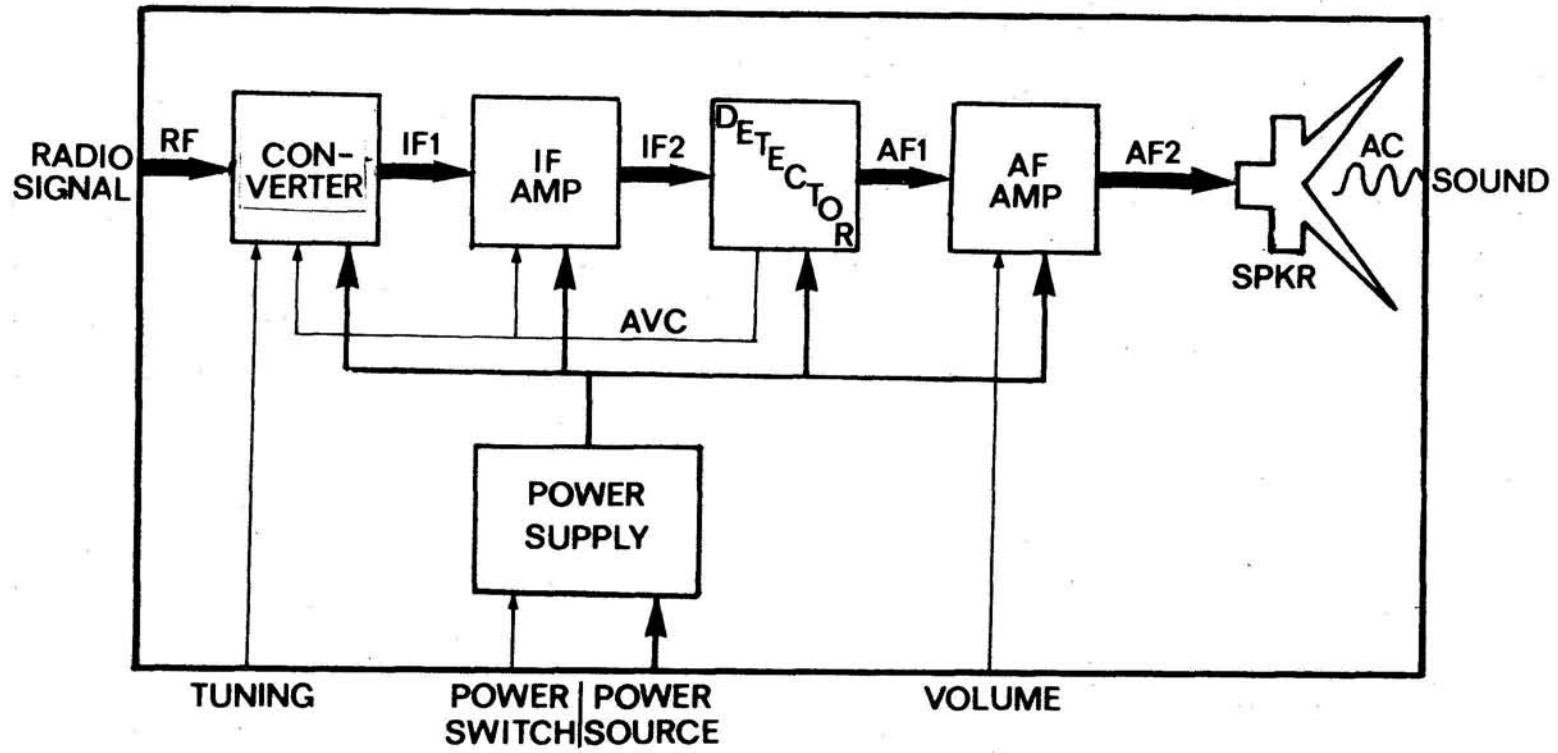 RADIO
SIGNAL
RF
CON-
VERTER
IF1
IF
AMP
IF2
DETECTOR
AF1
AF
AMP
AF2
AC
SOUND
SPKR
AVC
POWER
SUPPLY
TUNING
POWER
SWITCH
POWER
SOURCE
VOLUME